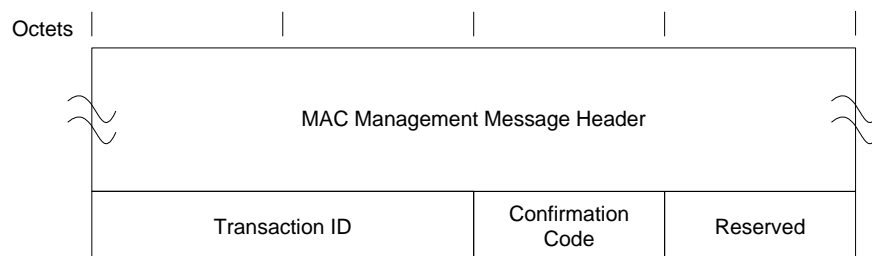 Octets
MAC Management Message Header
Transaction ID
Confirmation
Code
Reserved